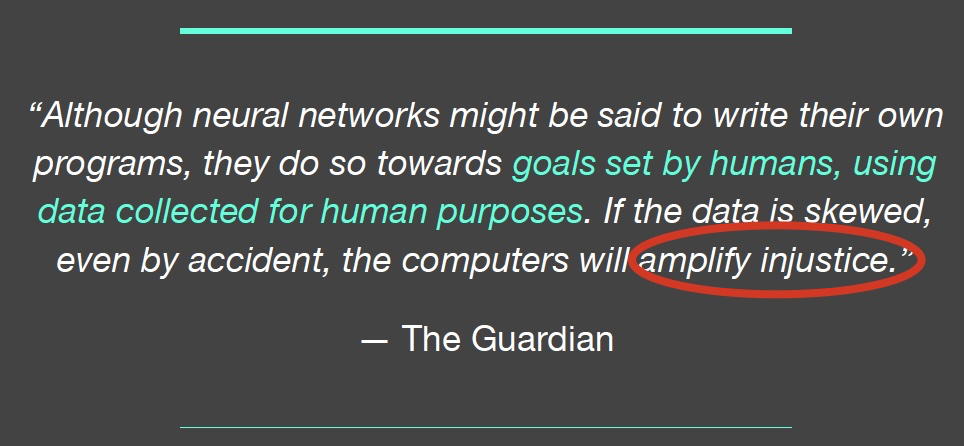 “Although neural networks might be said to write their own
programs, they do so towards goals set by humans, using
data collected for human purposes. If the data is skewed,
even by accident, the computers will amplify injustice.”
— The Guardian